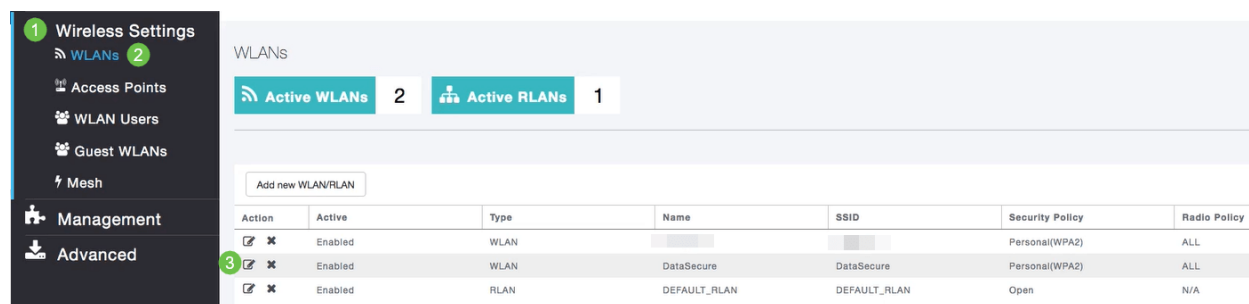 1 Wireless Settings
WLANs 2
Access Points
WLAN Users
Guest WLANs
Mesh
Management
Advanced
WLANs
Active WLANs 2 Active RLANs 1
Add new WLAN/RLAN
Action Active Type Name SSID Security Policy Radio Policy
Enabled WLAN Personal(WPA2) ALL
3 Enabled WLAN DataSecure DataSecure Personal(WPA2) ALL
Enabled RLAN DEFAULT_RLAN DEFAULT_RLAN Open N/A